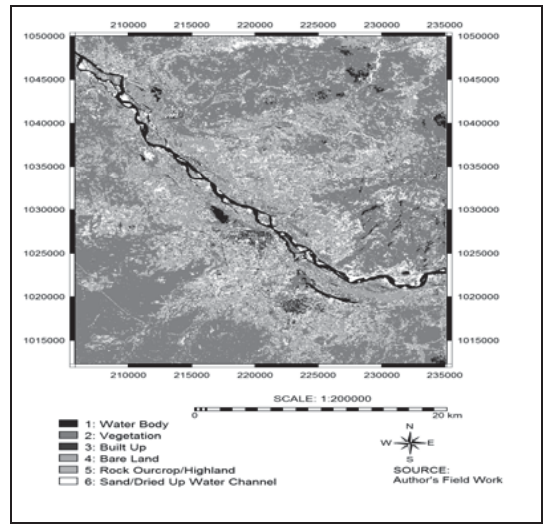 210000 215000 220000 225000 230000 235000
1050000 1050000
1045000 1045000
1040000 1040000
1035000 1035000
1030000 1030000
1025000 1025000
1020000 1020000
1015000 1015000
210000 215000 220000 225000 230000 235000
SCALE: 1:200000
0 20 km
1: Water Body
2: Vegetation
3: Built Up
4: Bare Land
5: Rock Ourcrop/Highland
6: Sand/Dried Up Water Channel
N
W E
S
SOURCE:
Author's Field Work